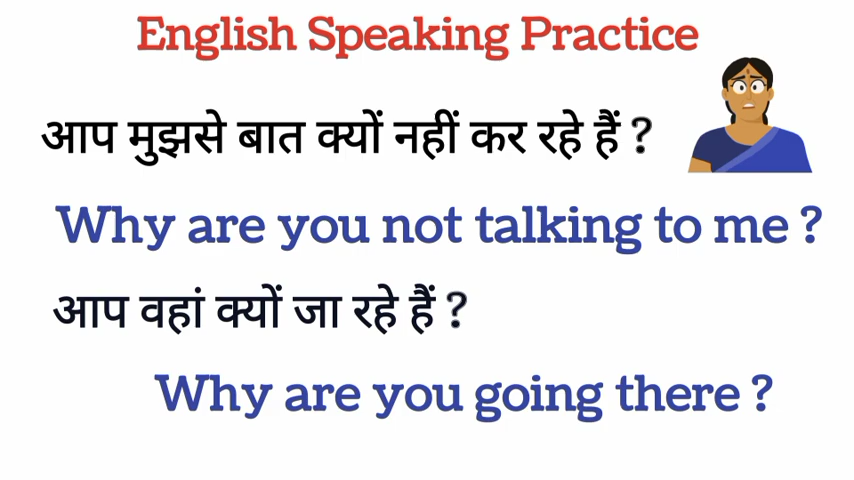 English Speaking Practice
आप मुझसे बात क्यों नहीं कर रहे हैं ?
Why are you not talking to me ?
आप वहां क्यों जा रहे हैं ?
Why are you going there ?